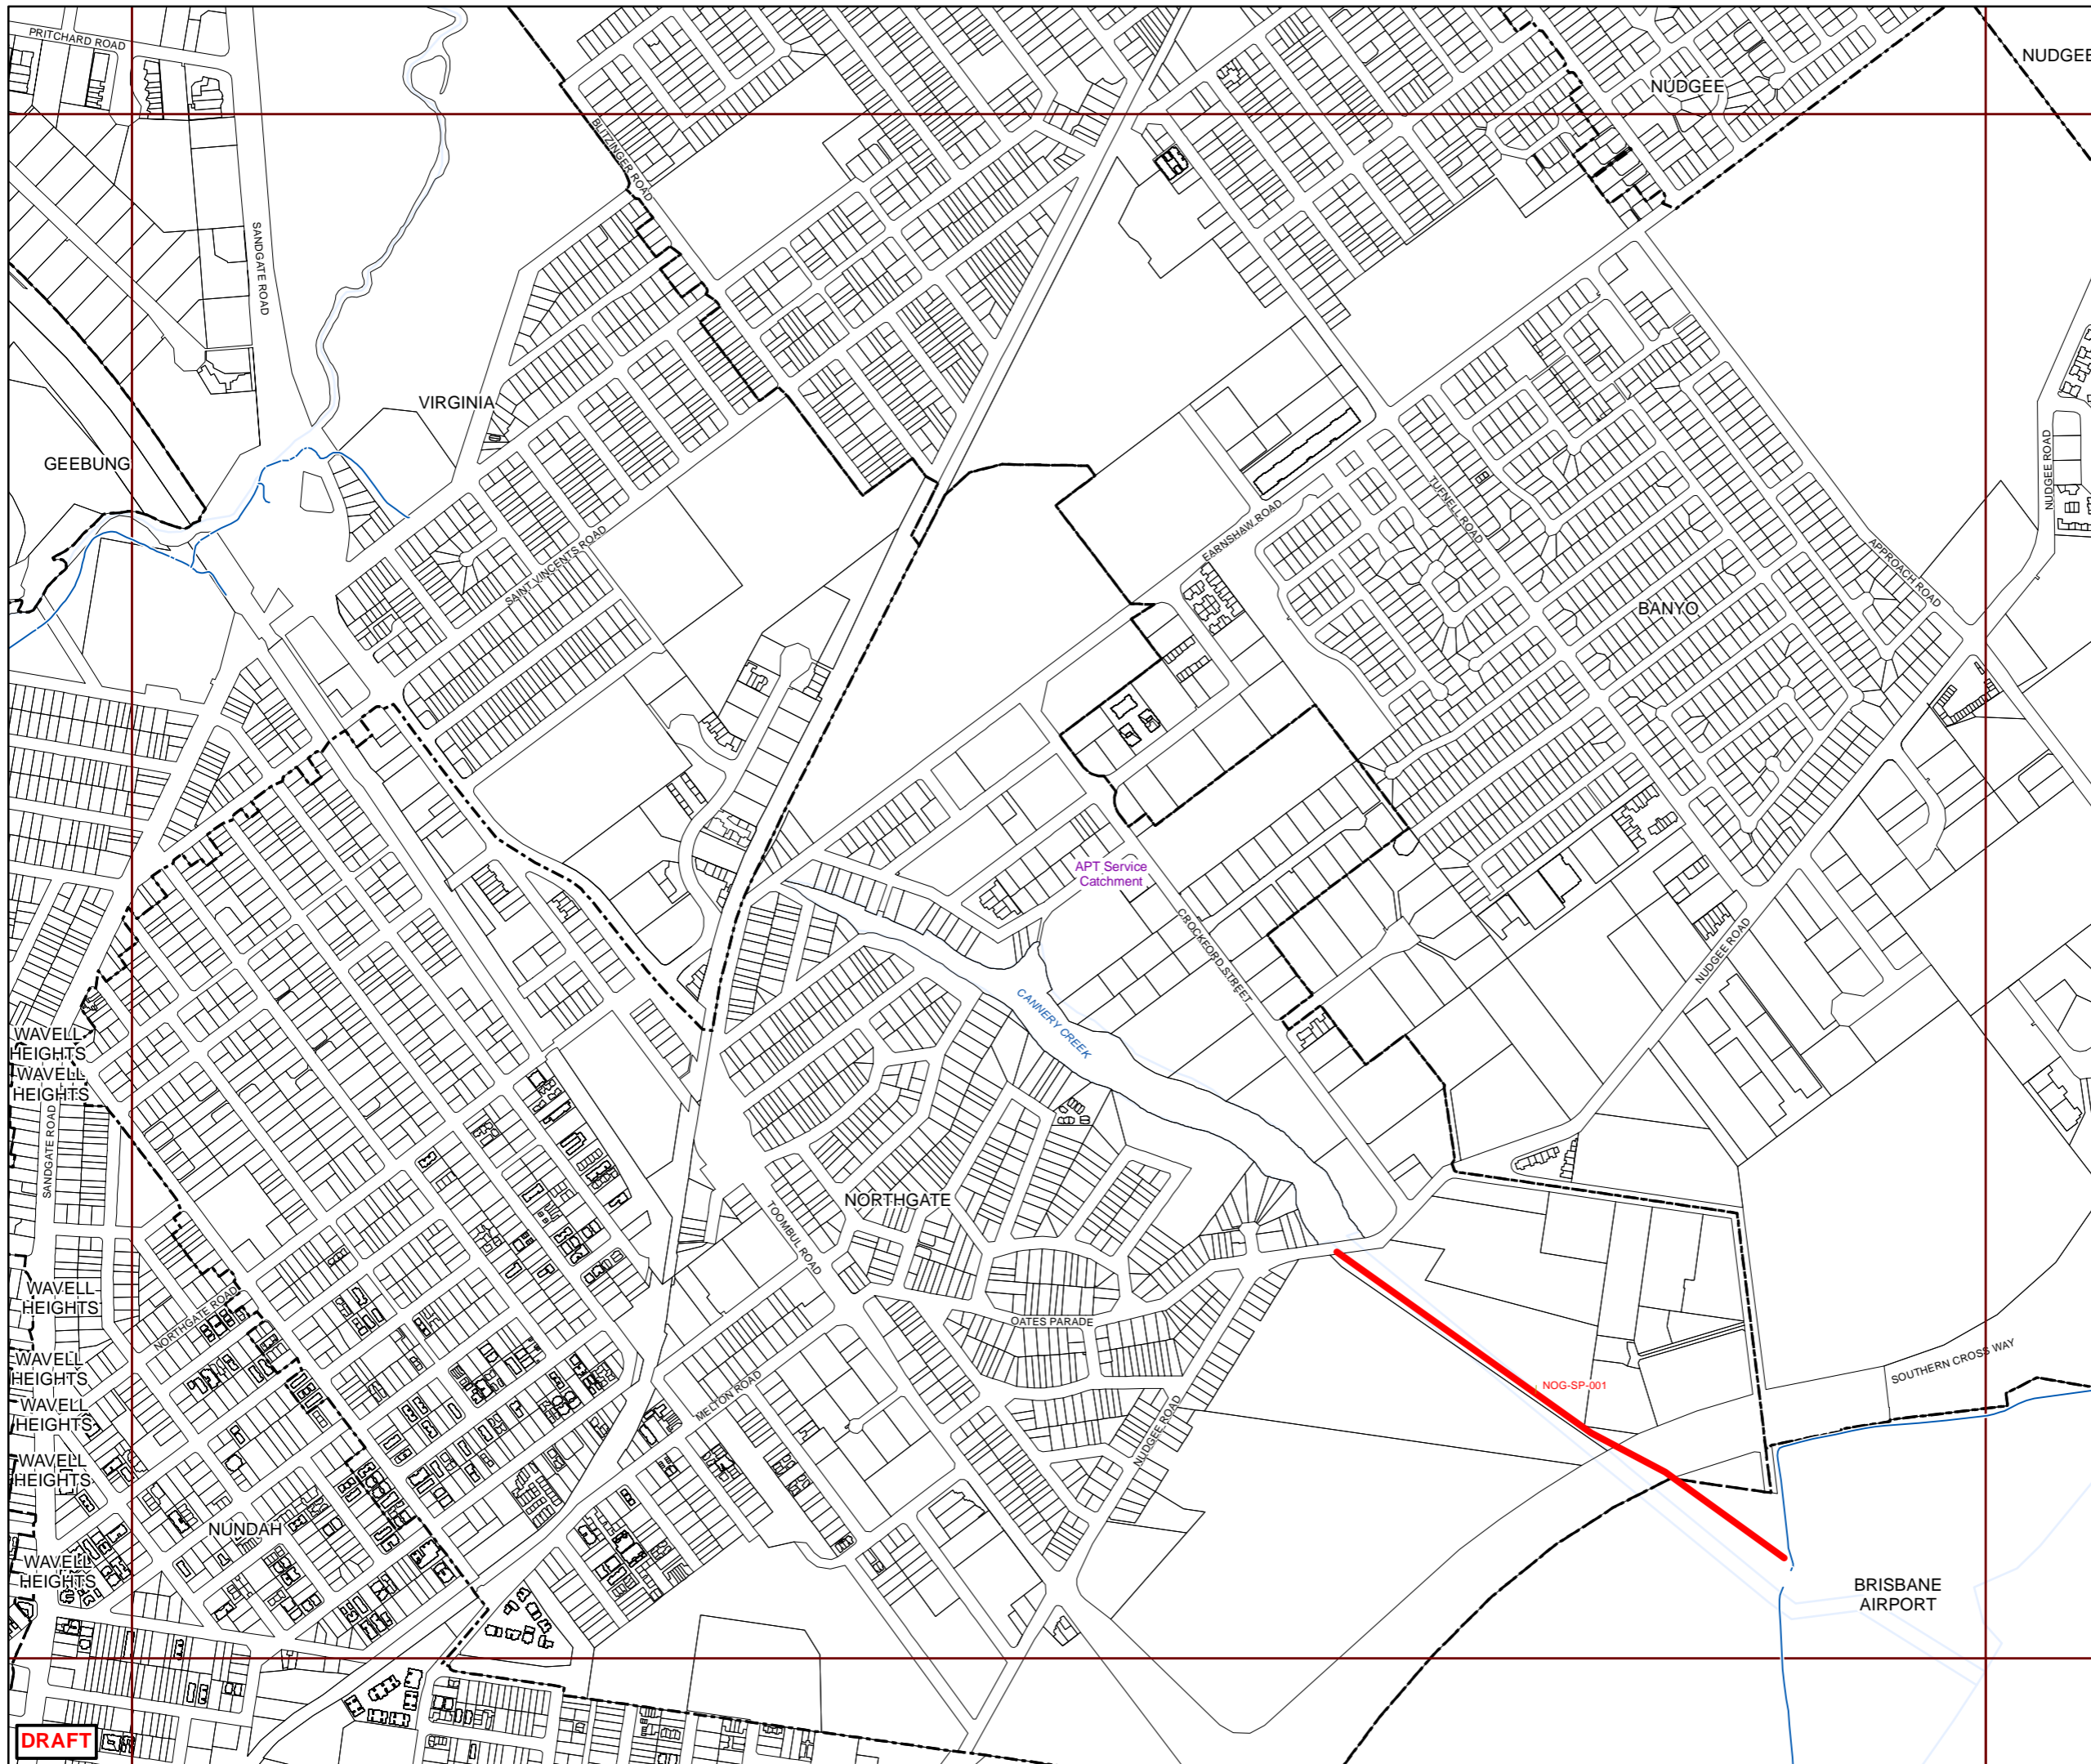 PRITCHARD ROAD
NUDGEE
NUDGEE
BLITZINGER ROAD
SANDGATE ROAD
VIRGINIA
GEEBUNG
NUDGEE ROAD
TUFNELL ROAD
EARNSHAW ROAD
SAINT VINCENTS ROAD
APPROACH ROAD
BANYO
APT Service
Catchment
CROCKFORD STREET
NUDGEE ROAD
CANNERY CREEK
WAVELL
HEIGHTS
WAVELL
HEIGHTS
SANDGATE ROAD
NORTHGATE
TOOMBUL ROAD
WAVELL
HEIGHTS
NORTHGATE ROAD
OATES PARADE
WAVELL
HEIGHTS
SOUTHERN CROSS WAY
NOG-SP-001
MELTON ROAD
WAVELL
HEIGHTS
NUDGEE ROAD
WAVELL
HEIGHTS
NUNDAH
WAVELL
HEIGHTS
BRISBANE
AIRPORT
DRAFT